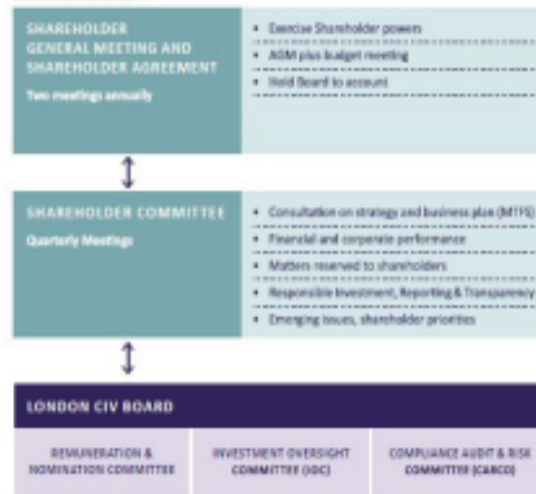 SHAREHOLDER
GENERAL MEETING AND
SHAREHOLDER AGREEMENT
Two meetings annually
• Exercise Shareholder powers
• AGM plus budget meeting
• Hold Board to account
SHAREHOLDER COMMITTEE
Quarterly Meetings
• Consultation on strategy and business plan (MTFS)
• Financial and corporate performance
• Matters reserved to shareholders
• Responsible Investment, Reporting & Transparency
• Emerging issues, shareholder priorities
LONDON CIV BOARD
REMUNERATION &
NOMINATION COMMITTEE
INVESTMENT OVERSIGHT
COMMITTEE (IOC)
COMPLIANCE AUDIT & RISK
COMMITTEE (CARCO)